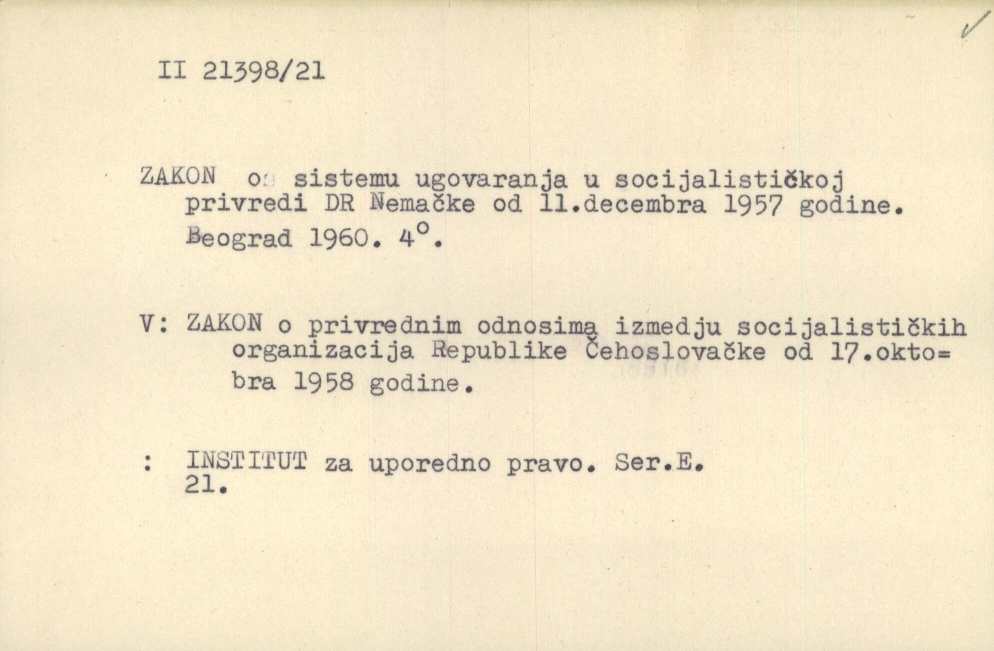 II 21398/21
ZAKON o sistemu ugovaranja u socijalističkoj
privredi DR Nemačke od 11.decembra 1957 godine.
Beograd 1960. 4°.
V: ZAKON o privrednim odnosima izmedju socijalističkih
organizacija Republike Čehoslovačke od 17.okto=
bra 1958 godine.
: INSTITUT za uporedno pravo. Ser.E.
21.